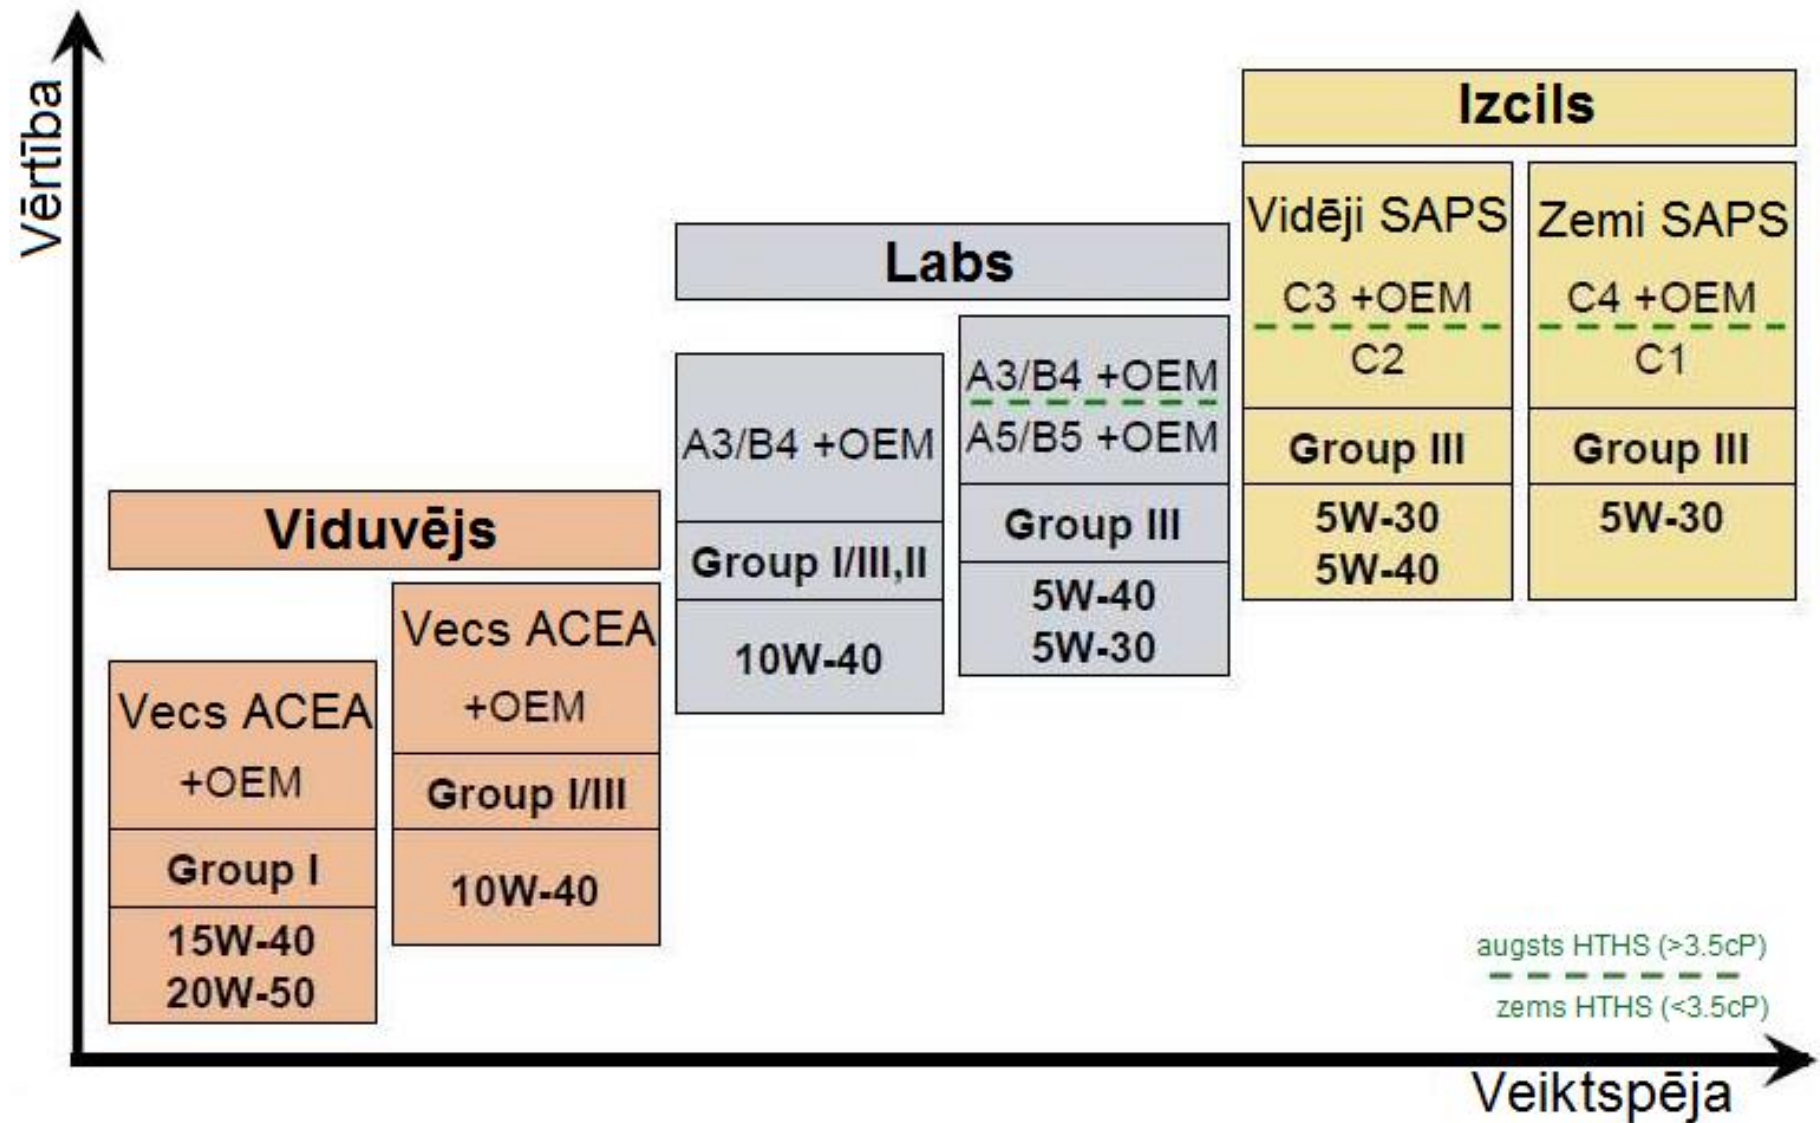 Vērtība
Izcils
Vidēji SAPS
C3 +OEM
C2
Group III
5W-30
5W-40
Zemi SAPS
C4 +OEM
C1
Group III
5W-30
Labs
A3/B4 +OEM
Group I/III,II
10W-40
A3/B4 +OEM
A5/B5 +OEM
Group III
5W-40
5W-30
Viduvējs
Vecs ACEA
+OEM
Group I
15W-40
20W-50
Vecs ACEA
+OEM
Group I/III
10W-40
augsts HTHS (>3.5cP)
zems HTHS (<3.5cP)
Veiktspēja